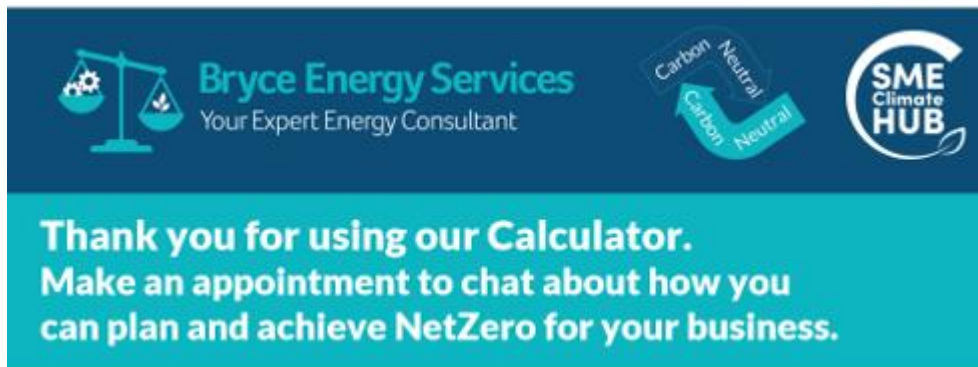 Bryce Energy Services
Your Expert Energy Consultant
Carbon Neutral
Carbon Neutral
SME
Climate
HUB
Thank you for using our Calculator.
Make an appointment to chat about how you
can plan and achieve NetZero for your business.